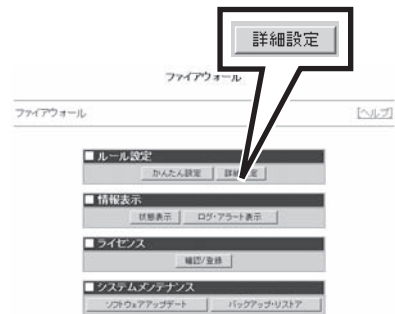 詳細設定
ファイアウォール
ファイアウォール [ヘルプ]
■ ルール設定
かんたん設定 詳細設定
■ 情報表示
状態表示 ログ・アラート表示
■ ライセンス
確認/登録
■ システムメンテナンス
ソフトウェアアップデート バックアップ・リストア